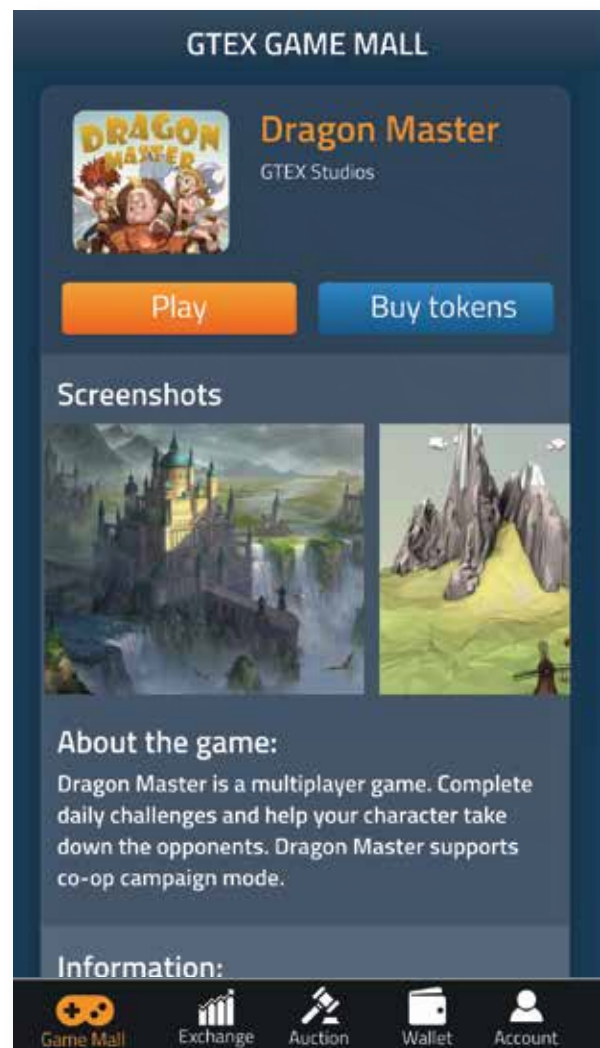 GTEX GAME MALL
DRAGON
MASTER
Dragon Master
GTEX Studios
Play
Buy tokens
Screenshots
About the game:
Dragon Master is a multiplayer game. Complete
daily challenges and help your character take
down the opponents. Dragon Master supports
co-op campaign mode.
Information:
Game Mall
Exchange
Auction
Wallet
Account